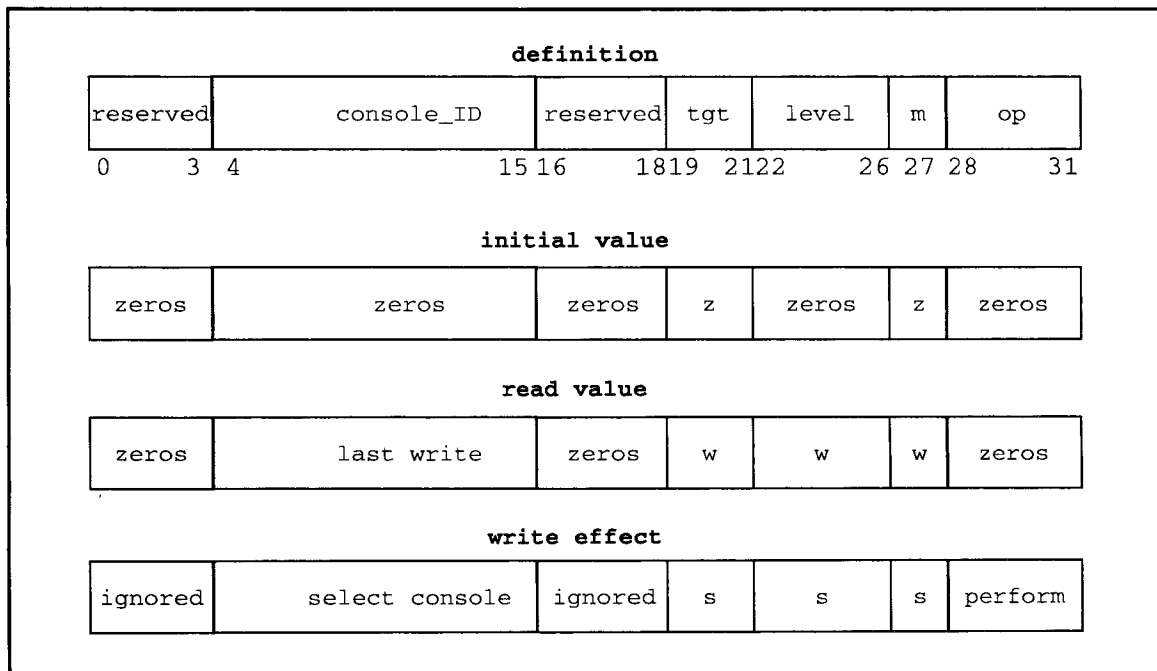 definition
reserved console_ID reserved tgt level m op
0 3 4 15 16 18 19 21 22 26 27 28 31
initial value
zeros zeros zeros z zeros z zeros
read value
zeros last write zeros w w w zeros
write effect
ignored select console ignored s s s perform